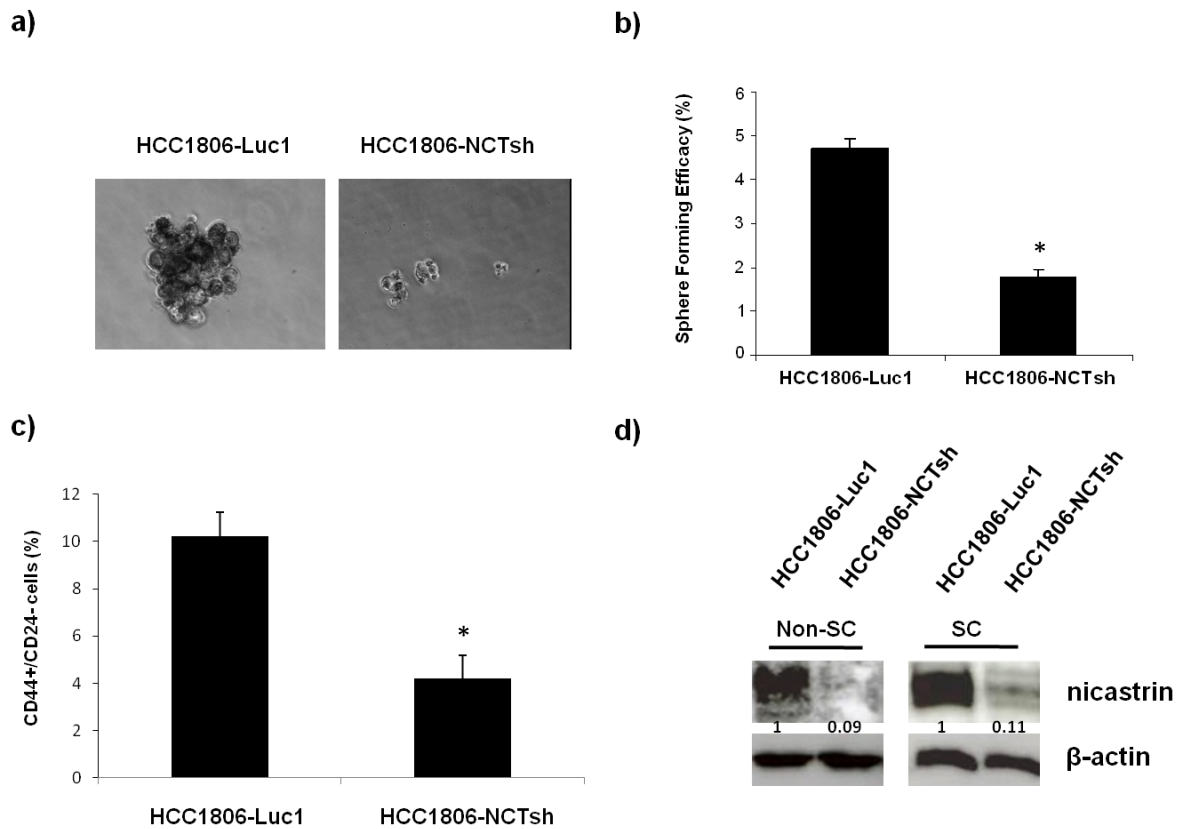 a)
HCC1806-Luc1
HCC1806-NCTsh
b)
Sphere Forming Efficacy (%)
6
5
4
3
2
1
0
*
HCC1806-Luc1
HCC1806-NCTsh
c)
CD44+/CD24- cells (%)
12
10
8
6
4
2
0
*
HCC1806-Luc1
HCC1806-NCTsh
d)
HCC1806-Luc1
HCC1806-NCTsh
HCC1806-Luc1
HCC1806-NCTsh
Non-SC
SC
nicastrin
1
0.09
1
0.11
β-actin